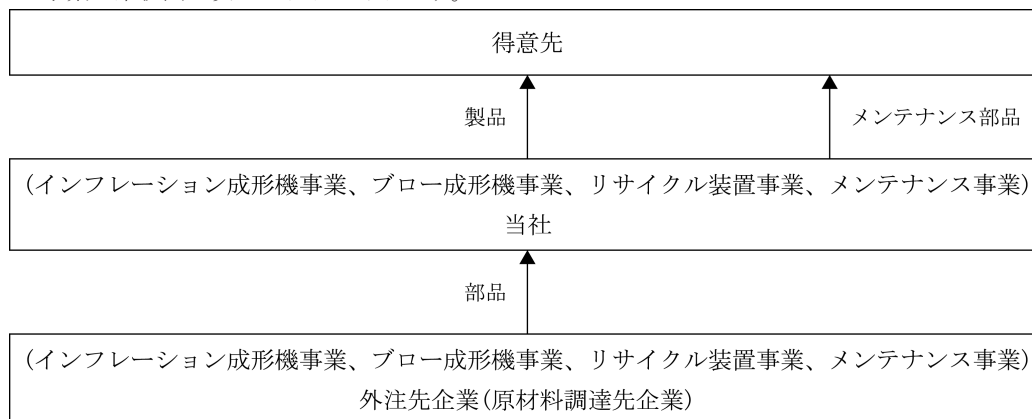 得意先
製品
メンテナンス部品
(インフレーション成形機事業、ブロー成形機事業、リサイクル装置事業、メンテナンス事業)
当社
部品
(インフレーション成形機事業、ブロー成形機事業、リサイクル装置事業、メンテナンス事業)
外注先企業(原材料調達先企業)